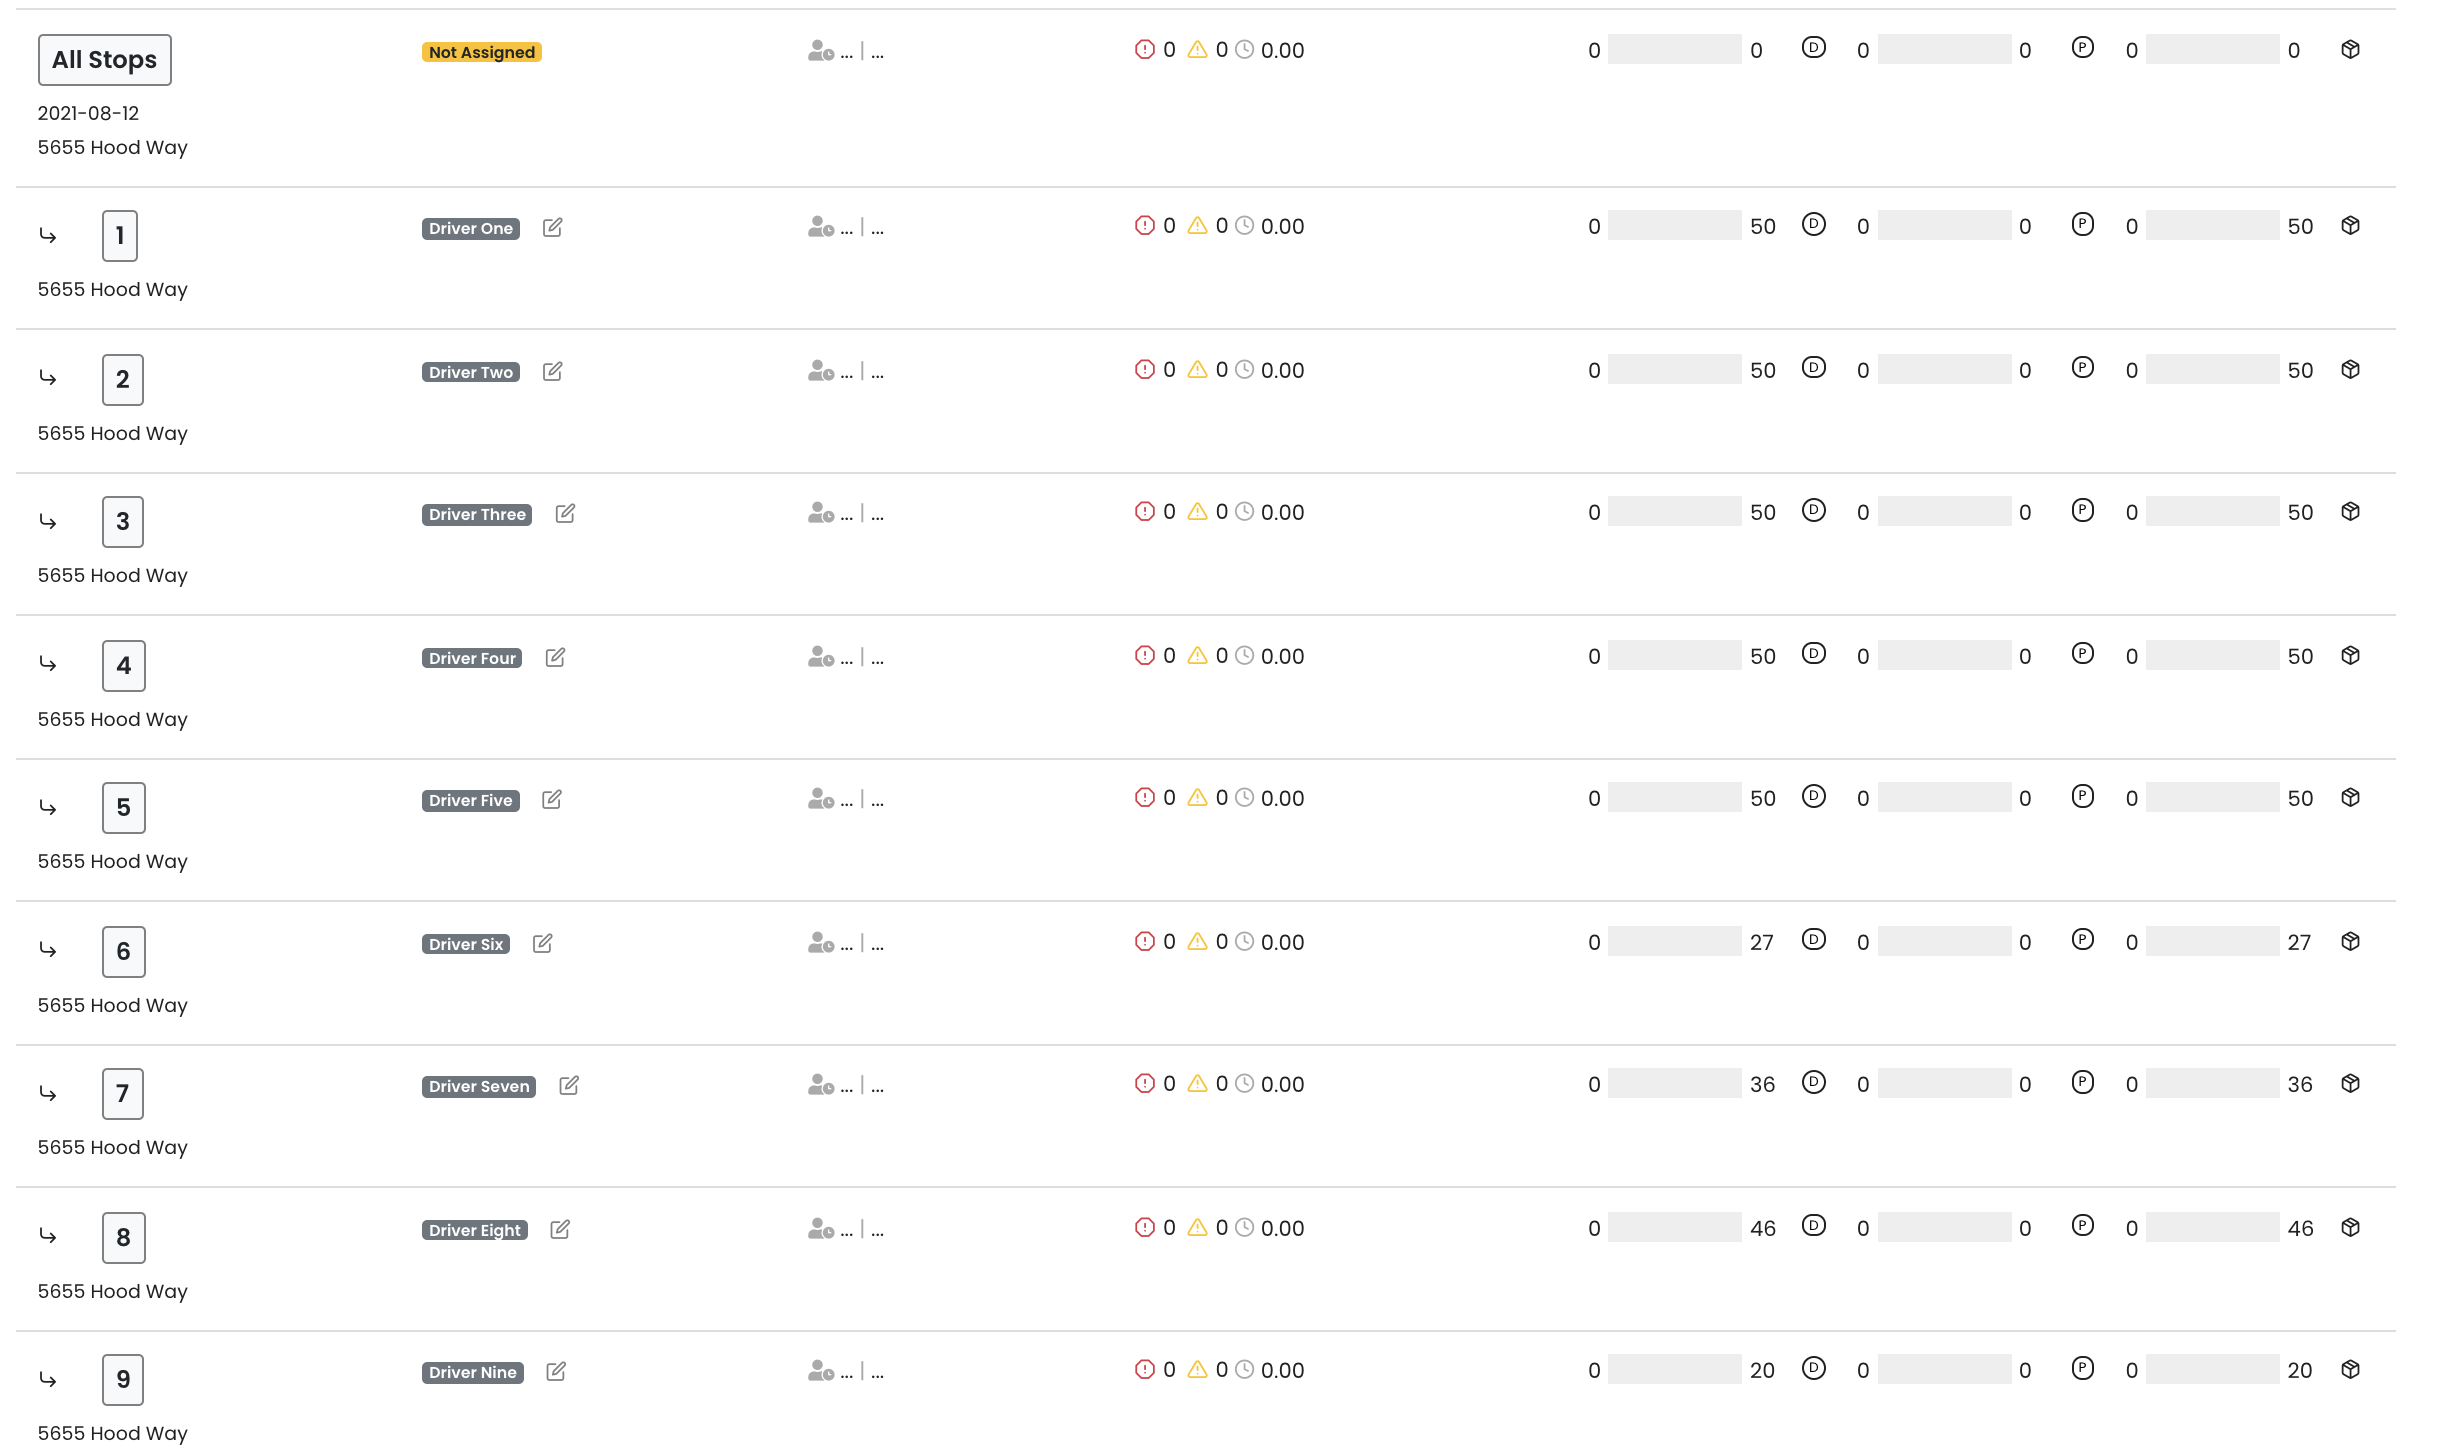 All Stops Not Assigned ... | ... 0 0 0.00 0 0 D 0 0 P 0 0
2021-08-12
5655 Hood Way
1 Driver One ... | ... 0 0 0.00 0 50 D 0 0 P 0 50
5655 Hood Way
2 Driver Two ... | ... 0 0 0.00 0 50 D 0 0 P 0 50
5655 Hood Way
3 Driver Three ... | ... 0 0 0.00 0 50 D 0 0 P 0 50
5655 Hood Way
4 Driver Four ... | ... 0 0 0.00 0 50 D 0 0 P 0 50
5655 Hood Way
5 Driver Five ... | ... 0 0 0.00 0 50 D 0 0 P 0 50
5655 Hood Way
6 Driver Six ... | ... 0 0 0.00 0 27 D 0 0 P 0 27
5655 Hood Way
7 Driver Seven ... | ... 0 0 0.00 0 36 D 0 0 P 0 36
5655 Hood Way
8 Driver Eight ... | ... 0 0 0.00 0 46 D 0 0 P 0 46
5655 Hood Way
9 Driver Nine ... | ... 0 0 0.00 0 20 D 0 0 P 0 20
5655 Hood Way